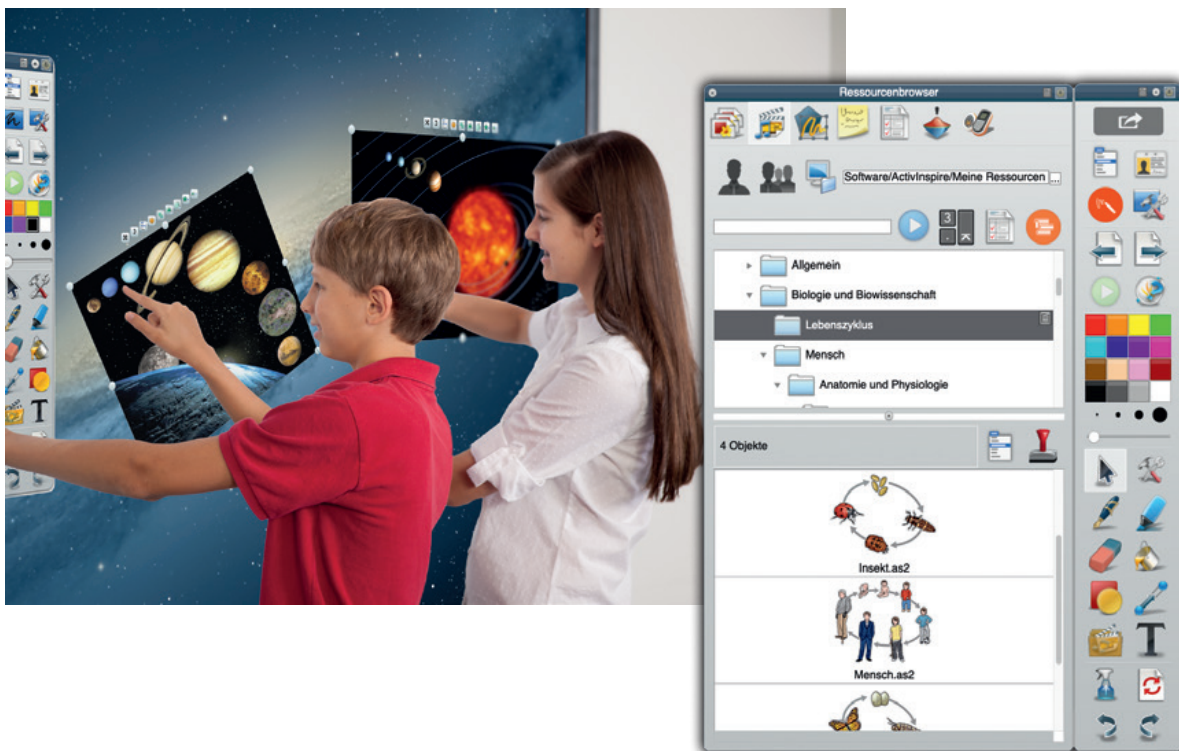 Ressourcenbrowser
Software/ActivInspire/Meine Ressourcen ...
3
Allgemein
Biologie und Biowissenschaft
Lebenszyklus
Mensch
Anatomie und Physiologie
4 Objekte
Insekt.as2
Mensch.as2
T
T